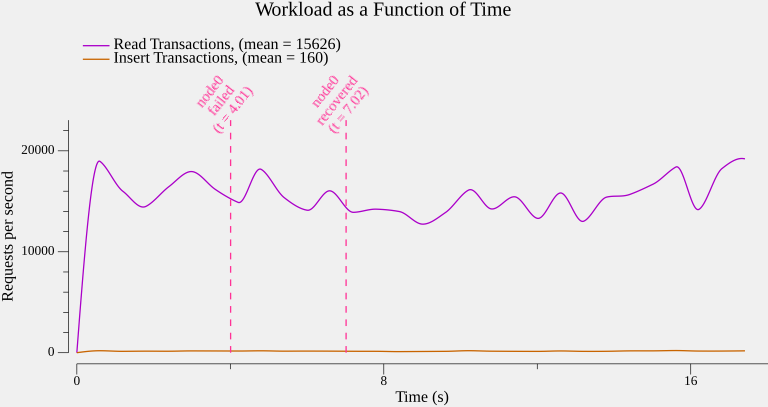 Workload as a Function of Time
Read Transactions, (mean = 15626)
Insert Transactions, (mean = 160)
node0
failed
(t = 4.01)
node0
recovered
(t = 7.02)
Requests per second
20000
10000
0
0
8
16
Time (s)